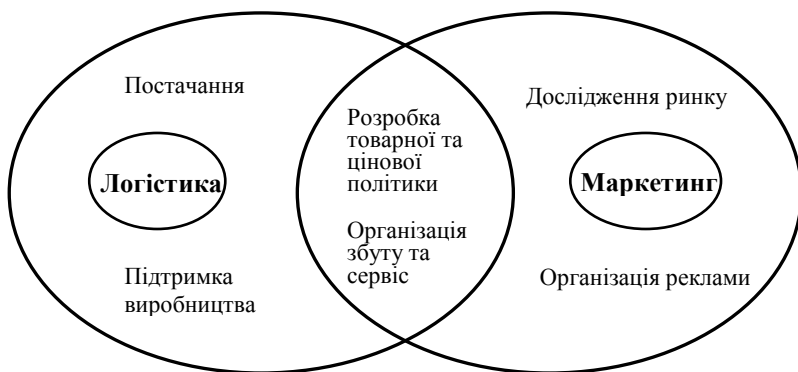 Постачання
Логістика
Підтримка
виробництва
Розробка
товарної та
цінової
політики
Організація
збуту та
сервіс
Дослідження ринку
Маркетинг
Організація реклами